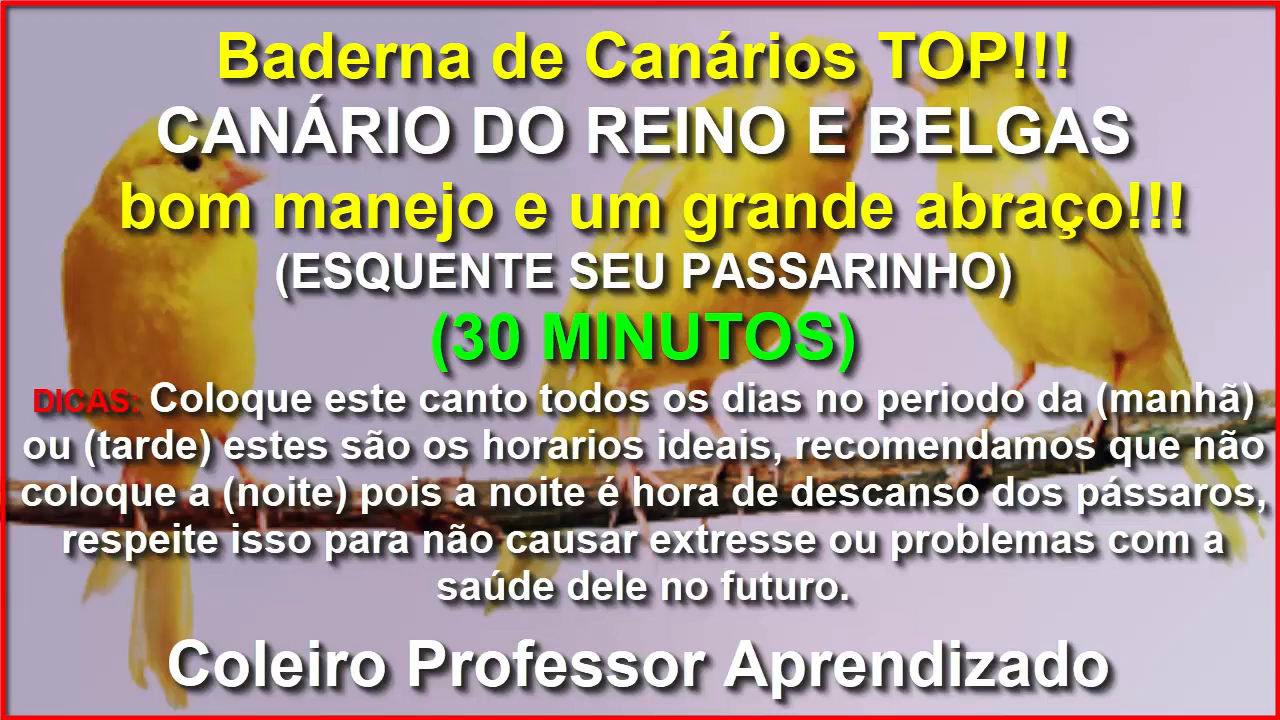 Baderna de Canários TOP!!!
CANÁRIO DO REINO E BELGAS
bom manejo e um grande abraço!!!
(ESQUENTE SEU PASSARINHO)
(30 MINUTOS)
DICAS: Coloque este canto todos os dias no periodo da (manhã)
ou (tarde) estes são os horarios ideais, recomendamos que não
coloque a (noite) pois a noite é hora de descanso dos pássaros,
respeite isso para não causar extresse ou problemas com a
saúde dele no futuro.
Coleiro Professor Aprendizado